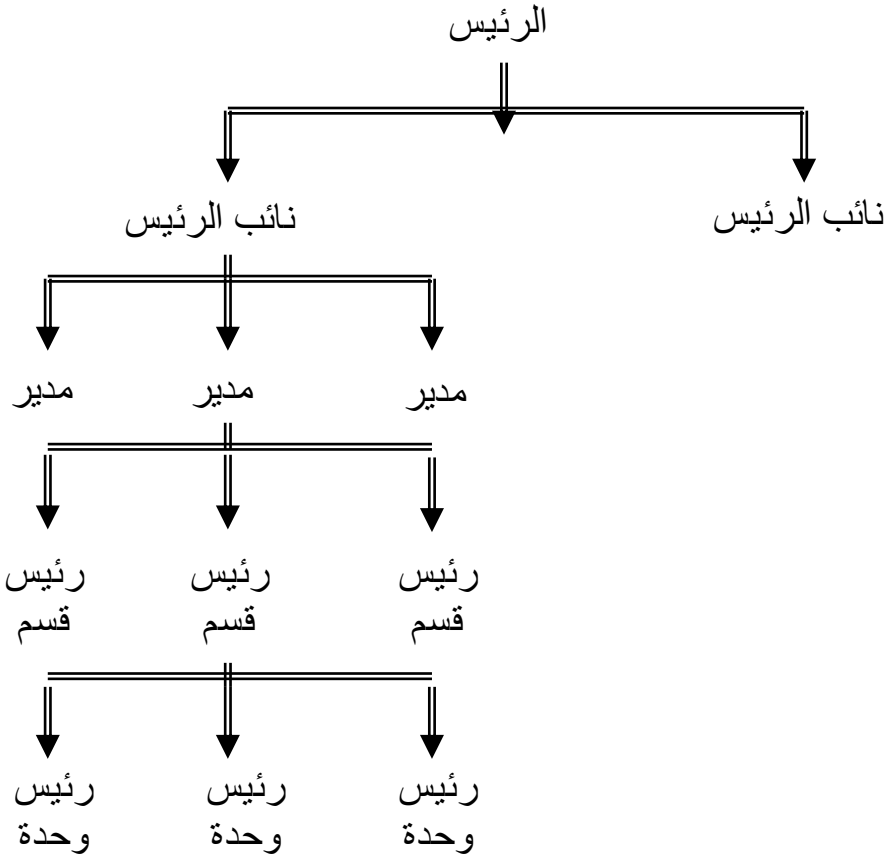 الرئيس
نائب الرئيس
نائب الرئيس
مدير
مدير
مدير
رئيس
قسم
رئيس
قسم
رئيس
قسم
رئيس
وحدة
رئيس
وحدة
رئيس
وحدة